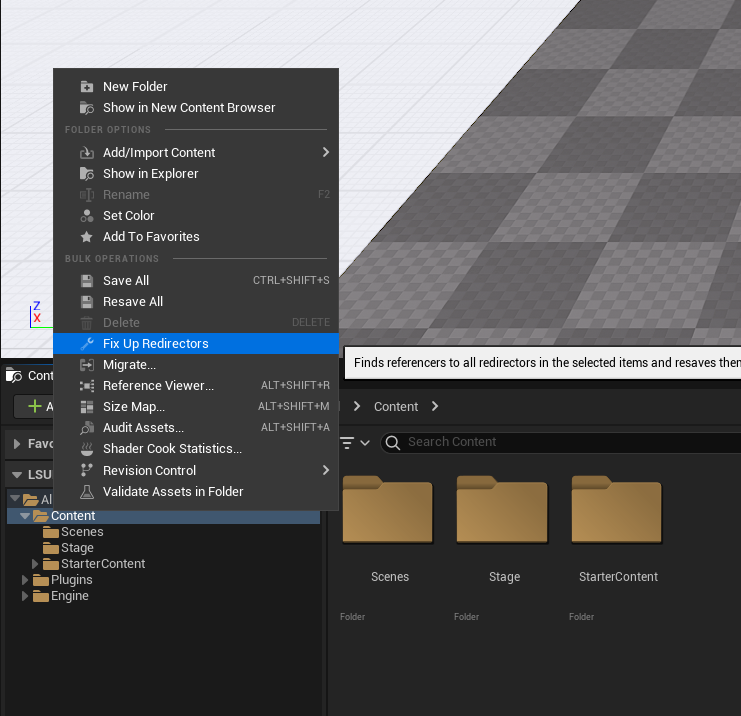 New Folder
Show in New Content Browser
FOLDER OPTIONS
Add/Import Content
Show in Explorer
Rename F2
Set Color
Add To Favorites
BULK OPERATIONS
Save All CTRL+SHIFT+S
Resave All
Delete DELETE
Fix Up Redirectors
Finds referencers to all redirectors in the selected items and resaves them
Migrate...
Reference Viewer... ALT+SHIFT+R
Size Map... ALT+SHIFT+M
Audit Assets... ALT+SHIFT+A
Shader Cook Statistics...
Revision Control
Validate Assets in Folder
Z
X
Cont
A
Content
Favo
Search Content
LSU
Al
Content
Scenes
Stage
StarterContent
Plugins
Engine
Scenes Stage StarterContent
Folder Folder Folder